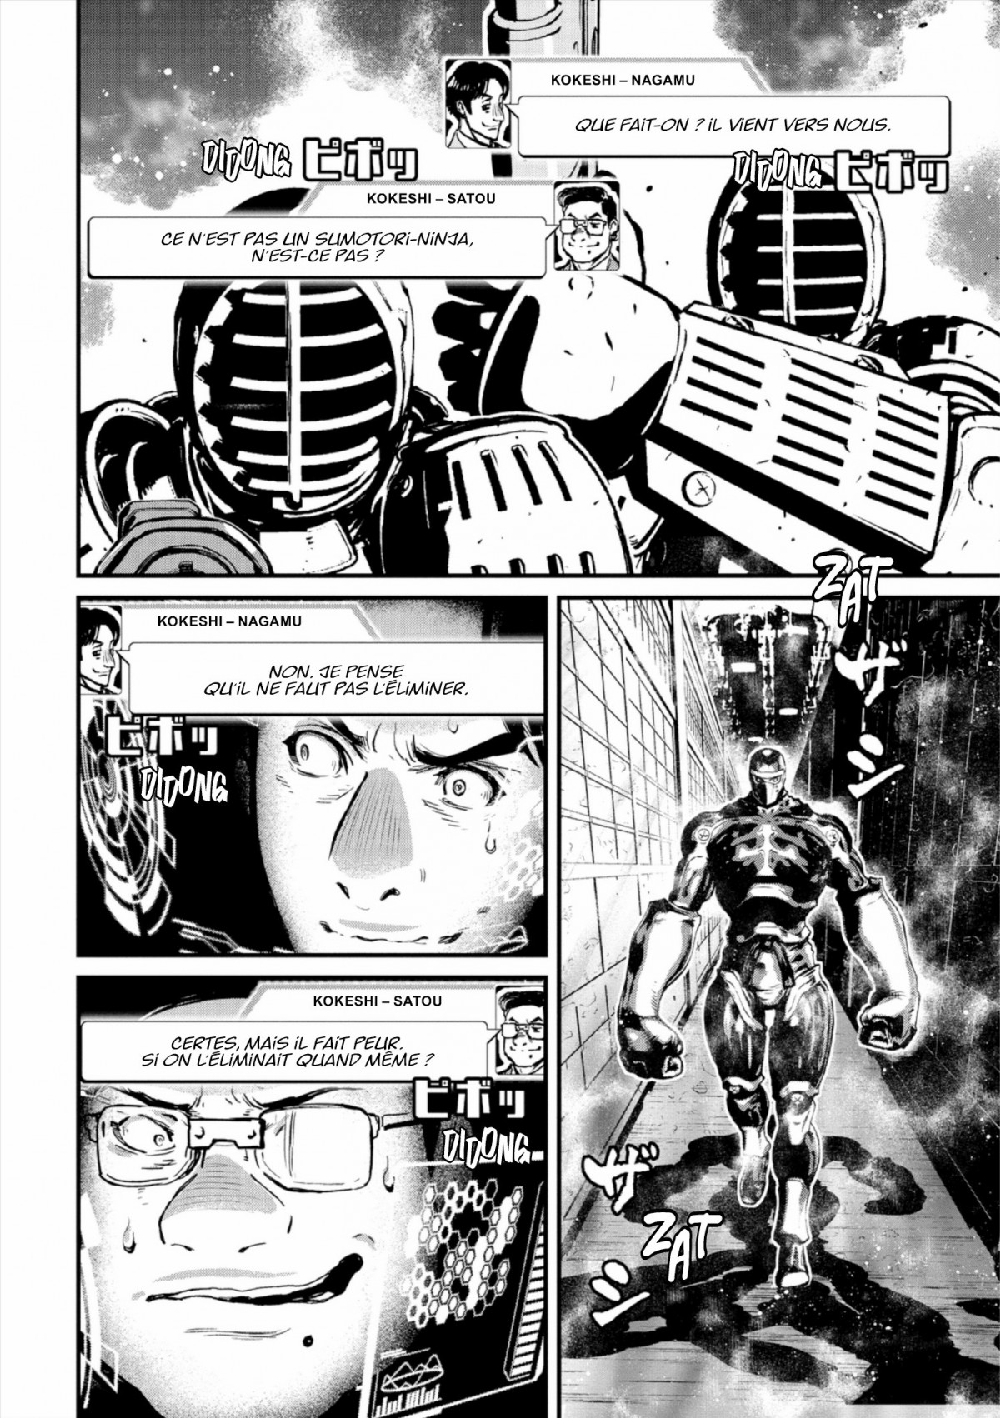 KOKESHI – NAGAMU
QUE FAIT-ON ? IL VIENT VERS NOUS.
DIDONG ピボッ
DIDONG ピボッ
KOKESHI – SATOU
CE N'EST PAS UN SUMOTORI-NINJA,
N'EST-CE PAS ?
ZAT
ZAT
ザシ
KOKESHI – NAGAMU
NON. JE PENSE
QU'IL NE FAUT PAS L'ÉLIMINER.
ピボッ
DIDONG
KOKESHI – SATOU
CERTES, MAIS IL FAIT PEUR.
SI ON L'ÉLIMINAIT QUAND MÊME ?
ピボッ
DIDONG
ザシ
ZAT